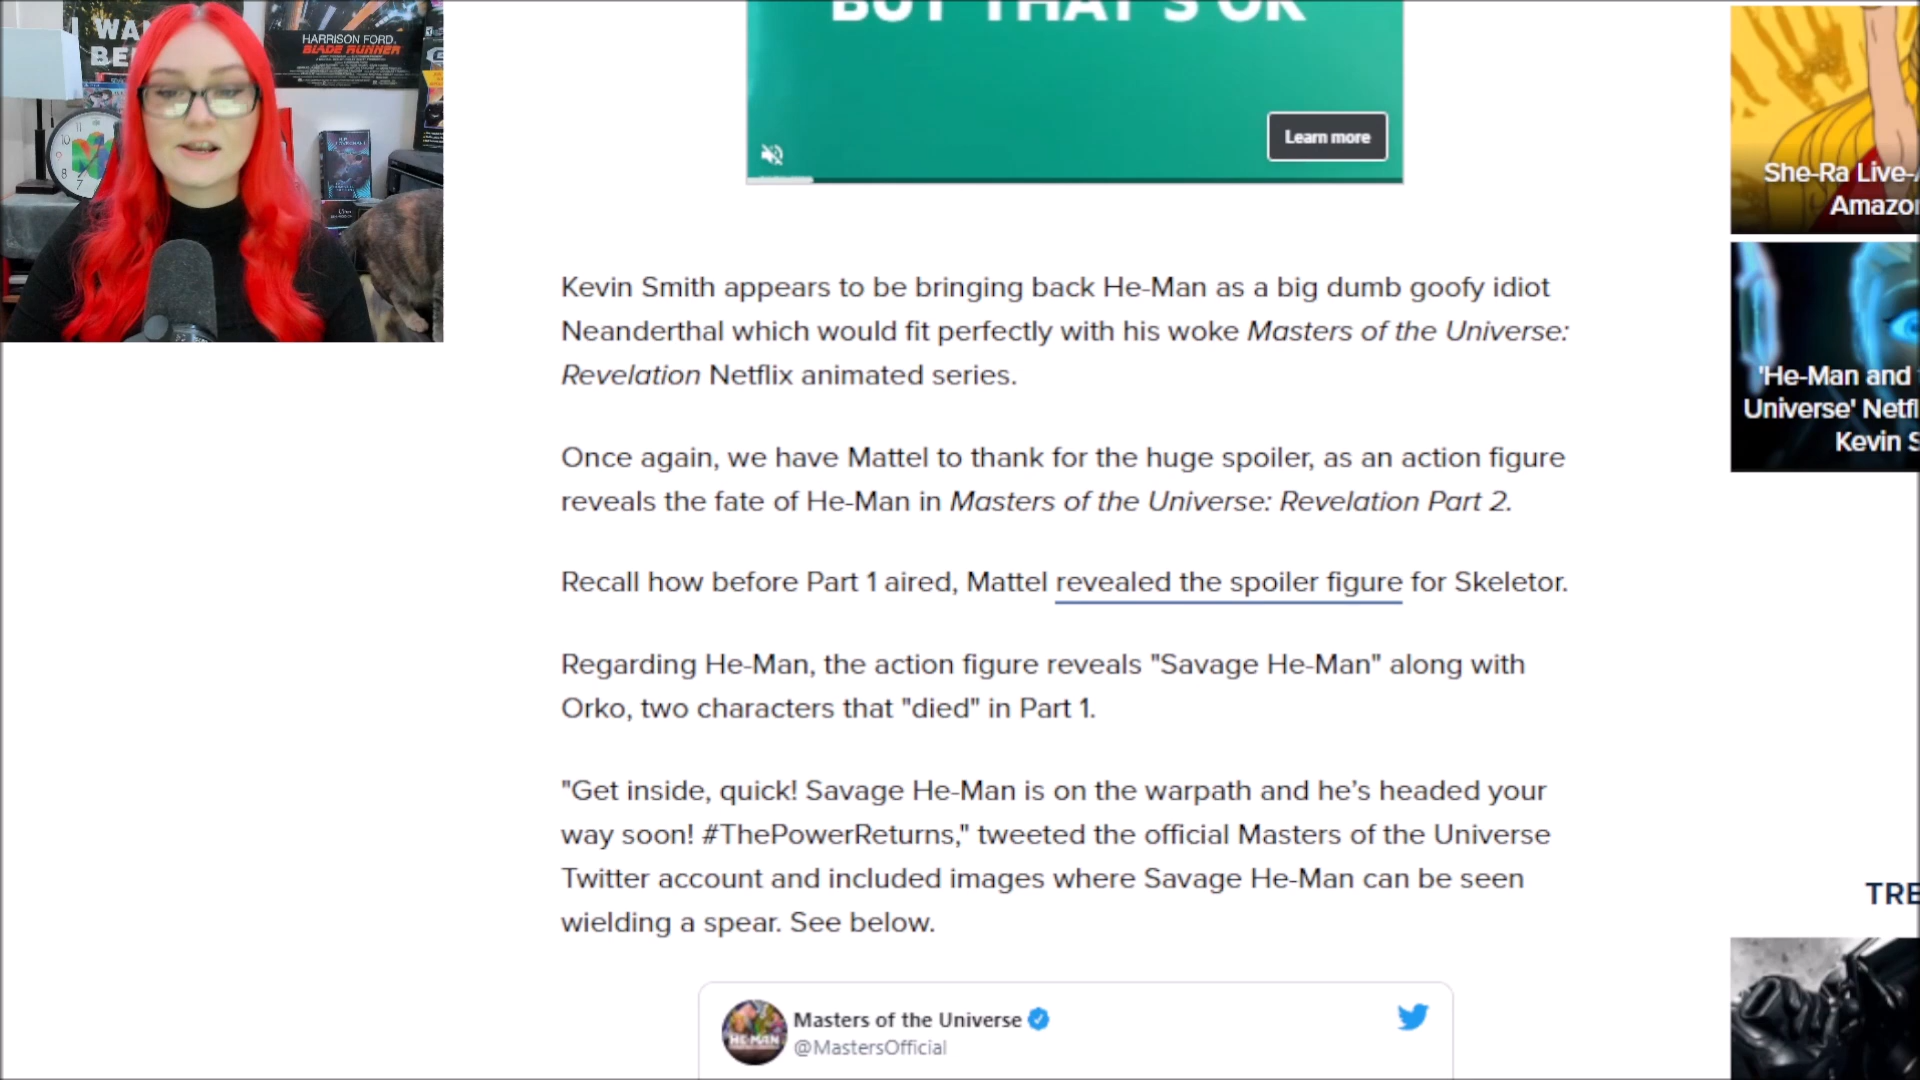 I WA
BE
HARRISON FORD.
BLADE RUNNER
11
10
8
7
BUT THAT'S OK
Learn more
She-Ra Live-
Amazo
'He-Man and
Universe' Netfl
Kevin S
Kevin Smith appears to be bringing back He-Man as a big dumb goofy idiot
Neanderthal which would fit perfectly with his woke Masters of the Universe:
Revelation Netflix animated series.
Once again, we have Mattel to thank for the huge spoiler, as an action figure
reveals the fate of He-Man in Masters of the Universe: Revelation Part 2.
Recall how before Part 1 aired, Mattel revealed the spoiler figure for Skeletor.
Regarding He-Man, the action figure reveals "Savage He-Man" along with
Orko, two characters that "died" in Part 1.
"Get inside, quick! Savage He-Man is on the warpath and he's headed your
way soon! #ThePowerReturns," tweeted the official Masters of the Universe
Twitter account and included images where Savage He-Man can be seen
wielding a spear. See below.
TRE
Masters of the Universe
@MastersOfficial
HE-MAN